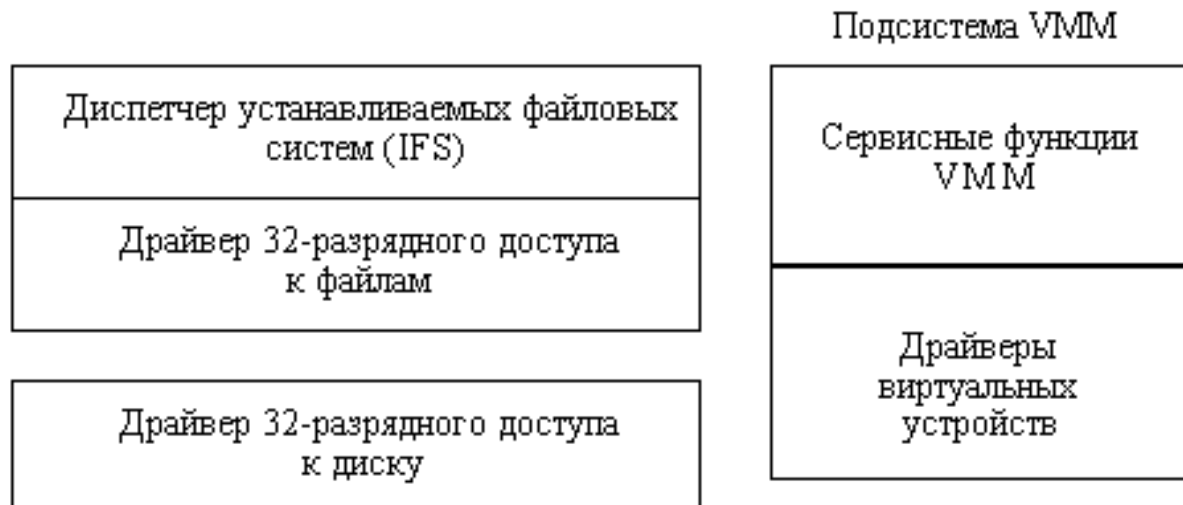 Подсистема VMM
Диспетчер устанавливаемых файловых
систем (IFS)
Драйвер 32-разрядного доступа
к файлам
Драйвер 32-разрядного доступа
к диску
Сервисные функции
VMM
Драйверы
виртуальных
устройств